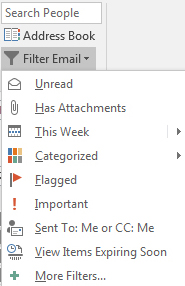 Search People
Address Book
Filter Email
Unread
Has Attachments
This Week
Categorized
Flagged
Important
Sent To: Me or CC: Me
View Items Expiring Soon
More Filters...